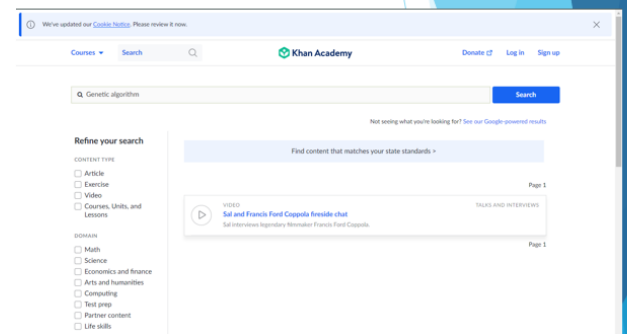 We've updated our Cookie Notice. Please review it now.
Courses Search Khan Academy Donate Log in Sign up
Genetic algorithm Search
Not seeing what you're looking for? See our Google-powered results
Refine your search
Find content that matches your state standards >
CONTENT TYPE
Article
Exercise
Video
Courses, Units, and
Lessons
Page 1
VIDEO TALKS AND INTERVIEWS
Sal and Francis Ford Coppola fireside chat
Sal interviews legendary filmmaker Francis Ford Coppola.
Page 1
DOMAIN
Math
Science
Economics and finance
Arts and humanities
Computing
Test prep
Partner content
Life skills